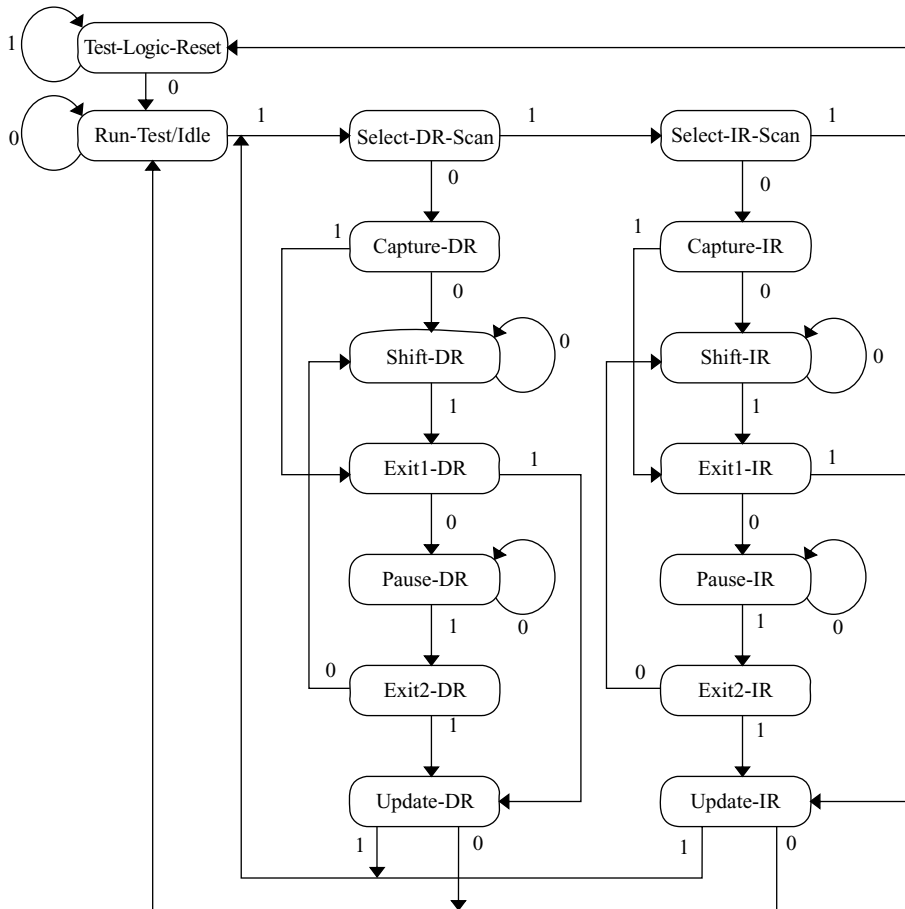 1
Test-Logic-Reset
0
0
Run-Test/Idle
1
Select-DR-Scan
1
Select-IR-Scan
1
0
0
1
Capture-DR
1
Capture-IR
0
0
Shift-DR
0
Shift-IR
0
1
1
Exit1-DR
1
Exit1-IR
1
0
0
Pause-DR
Pause-IR
1
0
1
0
0
Exit2-DR
0
Exit2-IR
1
1
Update-DR
Update-IR
1
0
1
0